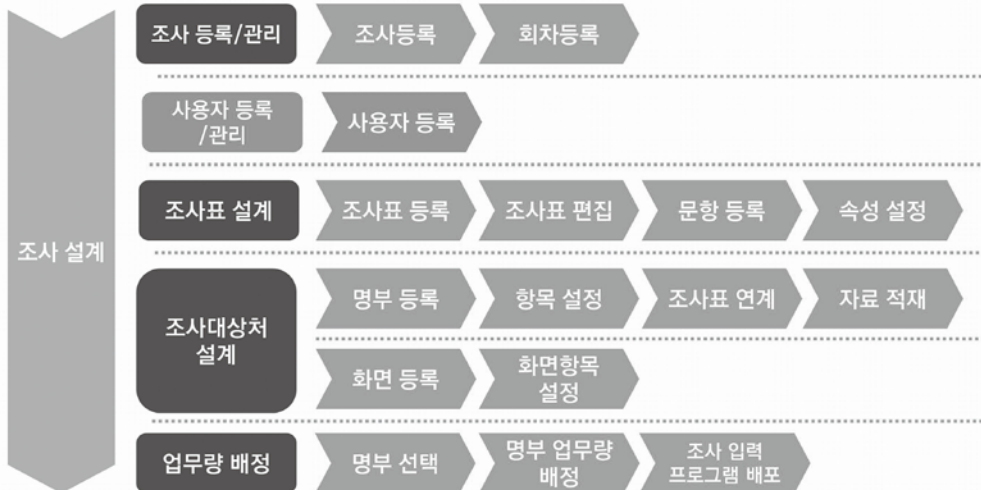 조사 등록/관리
조사등록
회차등록
사용자 등록
/관리
사용자 등록
조사표 설계
조사표 등록
조사표 편집
문항 등록
속성 설정
조사 설계
조사대상처
설계
명부 등록
항목 설정
조사표 연계
자료 적재
화면 등록
화면항목
설정
업무량 배정
명부 선택
명부 업무량
배정
조사 입력
프로그램 배포